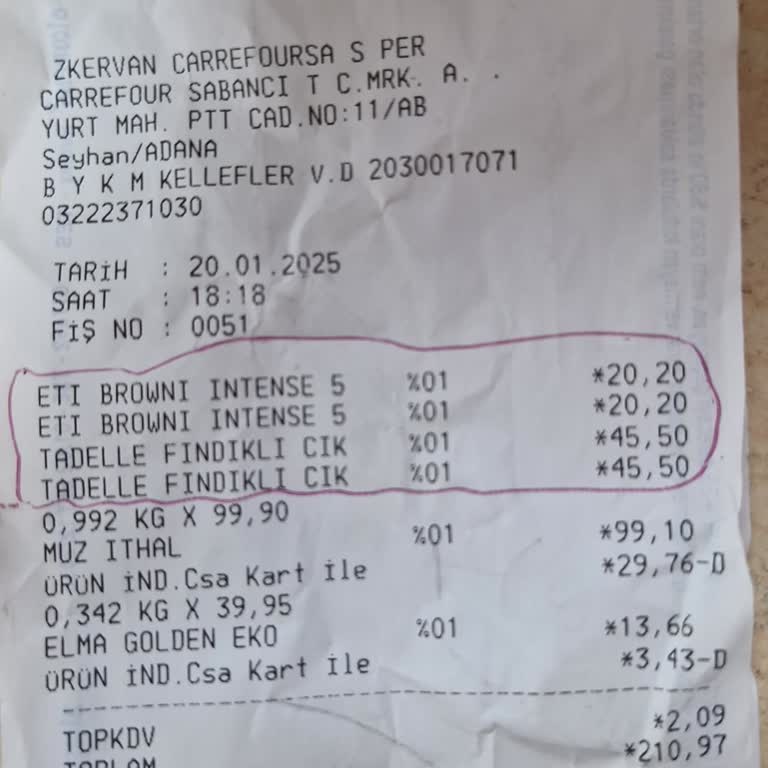 ZKERVAN CARREFOURSA S PER
CARREFOUR SABANCI T C.MRK. A. .
YURT MAH. PTT CAD.NO:11/AB
Seyhan/ADANA
B Y K M KELLEFLER V.D 2030017071
03222371030
TARİH : 20.01.2025
SAAT : 18:18
FİŞ NO : 0051
ETI BROWNI INTENSE 5 %01 *20,20
ETI BROWNI INTENSE 5 %01 *20,20
TADELLE FINDIKLI CIK %01 *45,50
TADELLE FINDIKLI CIK %01 *45,50
0,992 KG X 99,90
MUZ ITHAL %01 *99,10
ÜRÜN İND.Csa Kart İle *29,76-D
0,342 KG X 39,95
ELMA GOLDEN EKO %01 *13,66
ÜRÜN İND.Csa Kart İle *3,43-D
TOPKDV *2,09
TOPLAM *210,97